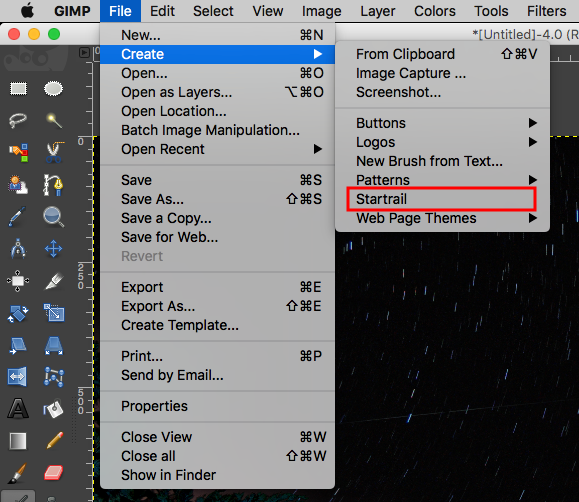 GIMP File Edit Select View Image Layer Colors Tools Filters
*[Untitled]-4.0 (R
New... ⌘N
Create
Open... ⌘O
Open as Layers... ⌥⌘O
Open Location...
Batch Image Manipulation...
Open Recent
Save ⌘S
Save As... ⇧⌘S
Save a Copy...
Save for Web...
Revert
Export ⌘E
Export As... ⇧⌘E
Create Template...
Print... ⌘P
Send by Email...
Properties
Close View ⌘W
Close all ⇧⌘W
Show in Finder
From Clipboard ⇧⌘V
Image Capture ...
Screenshot...
Buttons
Logos
New Brush from Text...
Patterns
Startrail
Web Page Themes
0
250
500